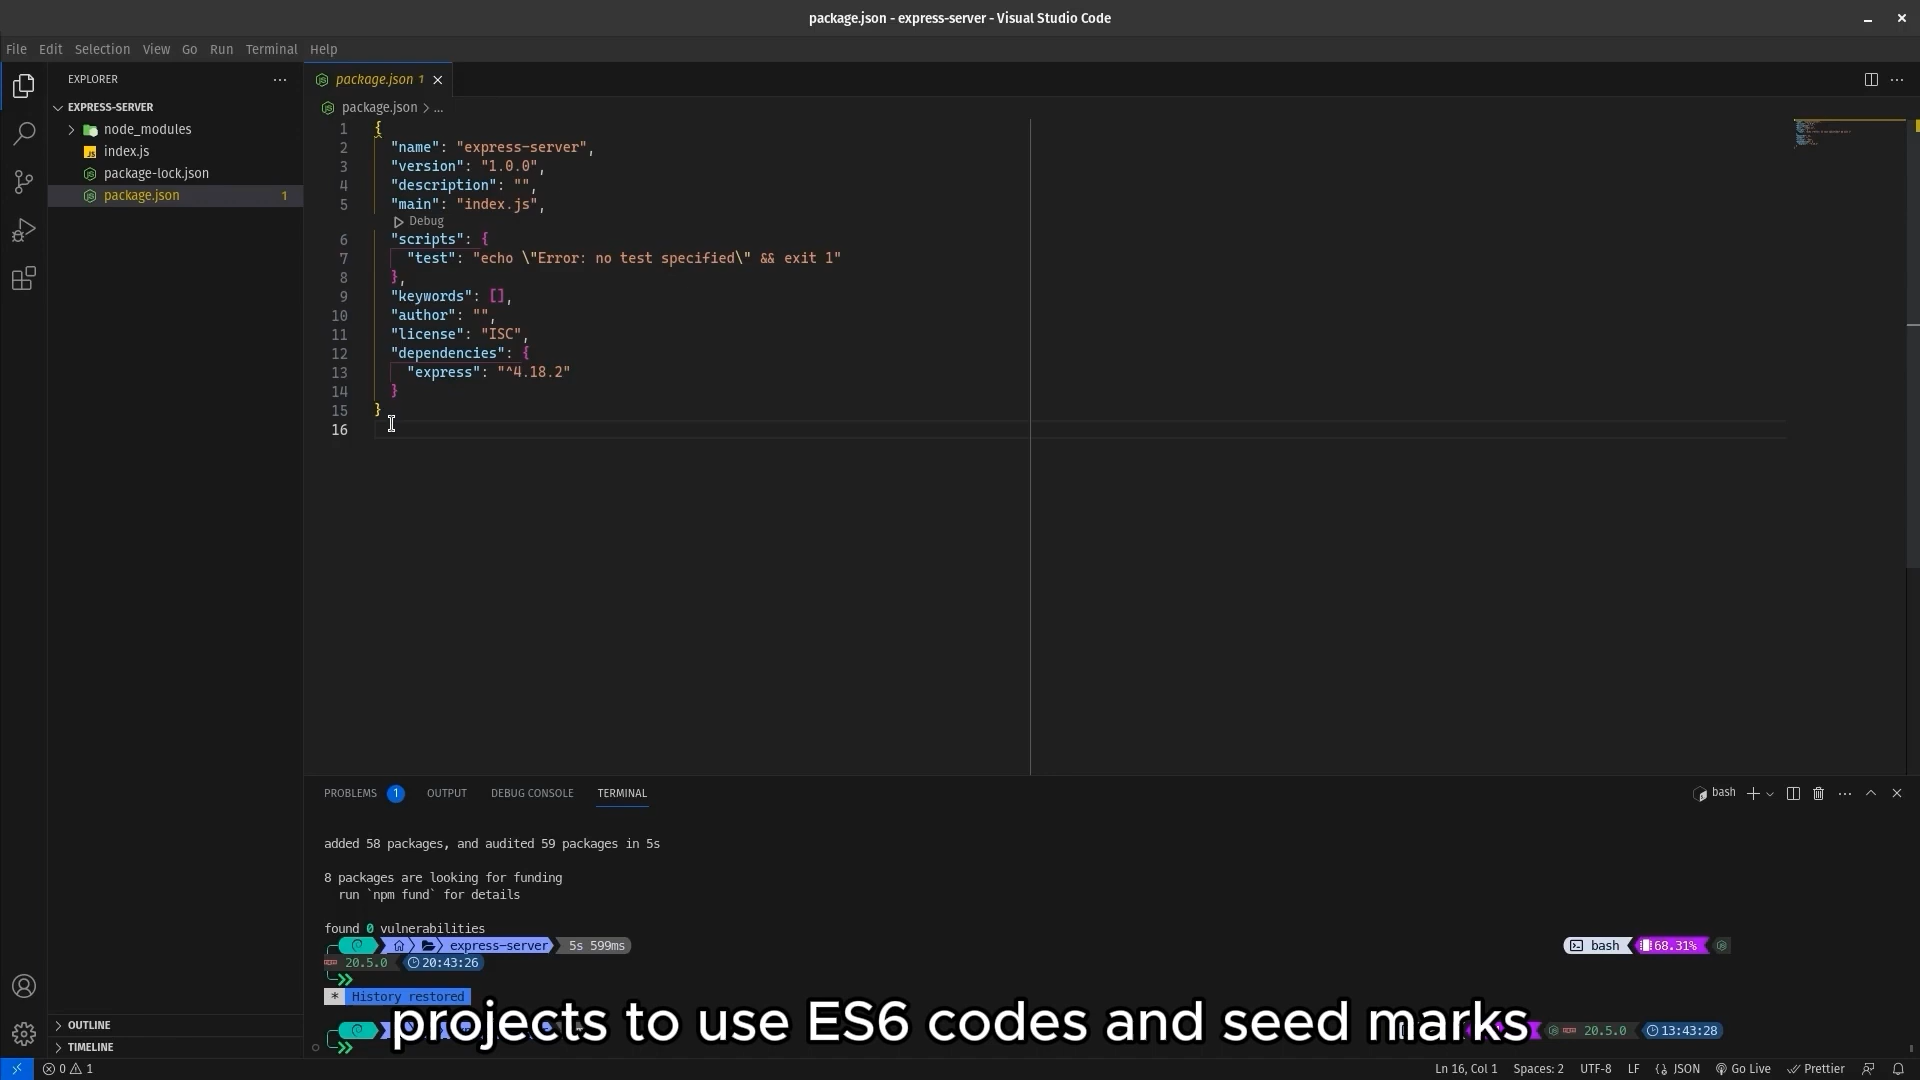 package.json - express-server - Visual Studio Code
File Edit Selection View Go Run Terminal Help
EXPLORER
EXPRESS-SERVER
node_modules
index.js
package-lock.json
package.json 1
package.json 1
package.json > ...
1 {
2 "name": "express-server",
3 "version": "1.0.0",
4 "description": "",
5 "main": "index.js",
Debug
6 "scripts": {
7 "test": "echo \"Error: no test specified\" && exit 1"
8 },
9 "keywords": [],
10 "author": "",
11 "license": "ISC",
12 "dependencies": {
13 "express": "^4.18.2"
14 }
15 }
16
PROBLEMS 1 OUTPUT DEBUG CONSOLE TERMINAL
bash
added 58 packages, and audited 59 packages in 5s
8 packages are looking for funding
run `npm fund` for details
found 0 vulnerabilities
express-server 5s 599ms
bash 68.31%
20.5.0 20:43:26
* History restored
projects to use ES6 codes and seed marks
20.5.0 13:43:28
OUTLINE
TIMELINE
0 1
Ln 16, Col 1 Spaces: 2 UTF-8 LF JSON Go Live Prettier